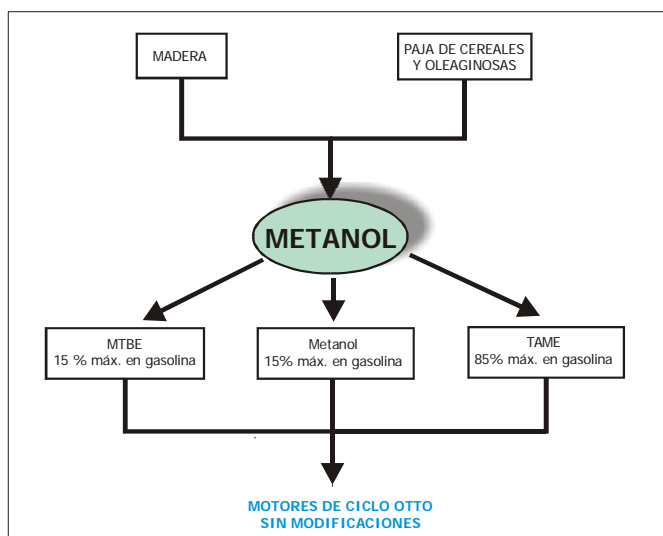 MADERA
PAJA DE CEREALES
Y OLEAGINOSAS
METANOL
MTBE
15 % máx. en gasolina
Metanol
15% máx. en gasolina
TAME
85% máx. en gasolina
MOTORES DE CICLO OTTO
SIN MODIFICACIONES